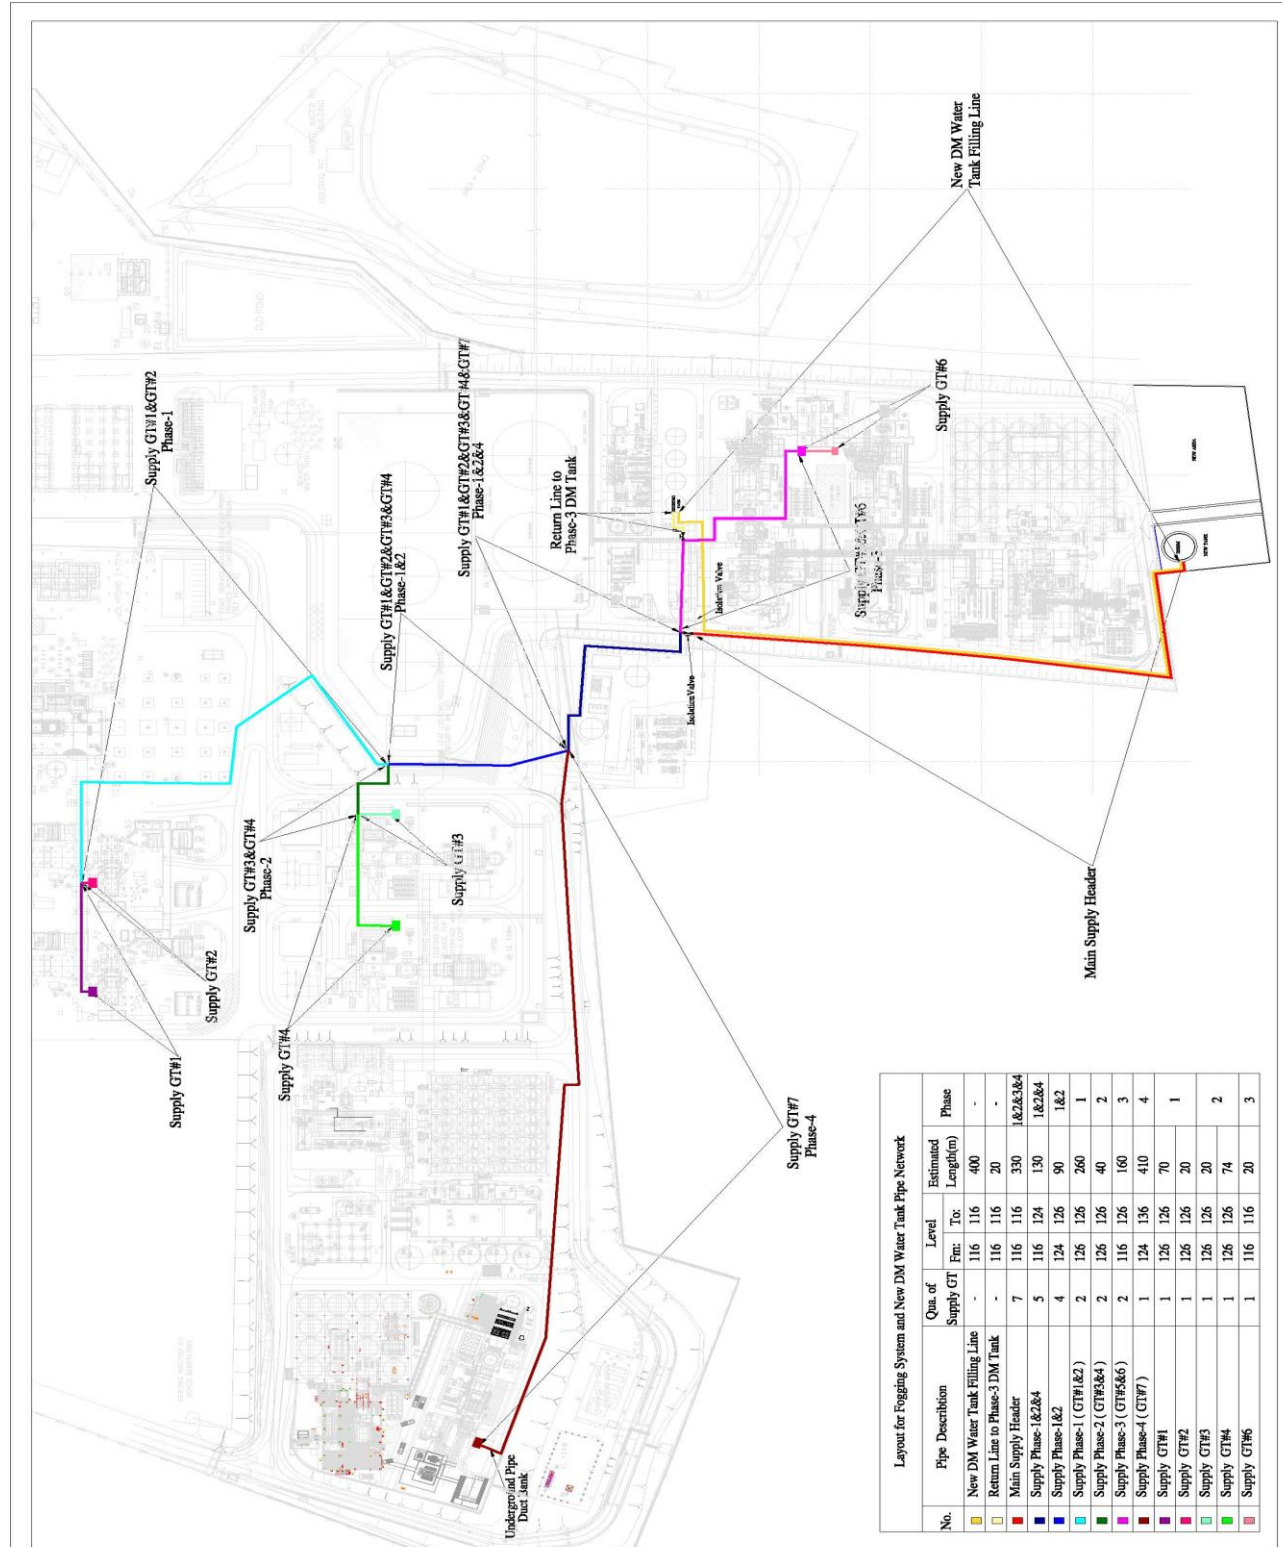 New DM Water
Tank Filling Line
Supply GT#1&GT#2
Phase-1
Supply GT#1&GT#2&GT#3&GT#4&GT#7
Phase-1&2&4
Supply GT#6
Supply GT#1&GT#2&GT#3&GT#4
Phase-1&2
Return Line to
Phase-3 DM Tank
OLD POND
NEW AREA
NEW TANK
Isolation Valve
Isolation Valve
Supply GT#3&GT#4
Phase-2
Supply GT#3
Supply GT#2
Supply GT#4
Supply GT#1
Main Supply Header
Supply GT#7
Phase-4
Underground Pipe
Duct Bank
Layout for Fogging System and New DM Water Tank Pipe Network
No. Pipe Describtion Qua. of Supply GT Level Fm: To: Estimated Length(m) Phase
New DM Water Tank Filling Line - 116 116 400 -
Return Line to Phase-3 DM Tank - 116 116 20 -
Main Supply Header 7 116 116 330 1&2&3&4
Supply Phase-1&2&4 5 116 124 130 1&2&4
Supply Phase-1&2 4 124 126 90 1&2
Supply Phase-1 ( GT#1&2 ) 2 126 126 260 1
Supply Phase-2 ( GT#3&4 ) 2 126 126 40 2
Supply Phase-3 ( GT#5&6 ) 2 116 126 160 3
Supply Phase-4 ( GT#7 ) 1 124 136 410 4
Supply GT#1 1 126 126 70 1
Supply GT#2 1 126 126 20
Supply GT#3 1 126 126 20 2
Supply GT#4 1 126 126 74
Supply GT#6 1 116 116 20 3